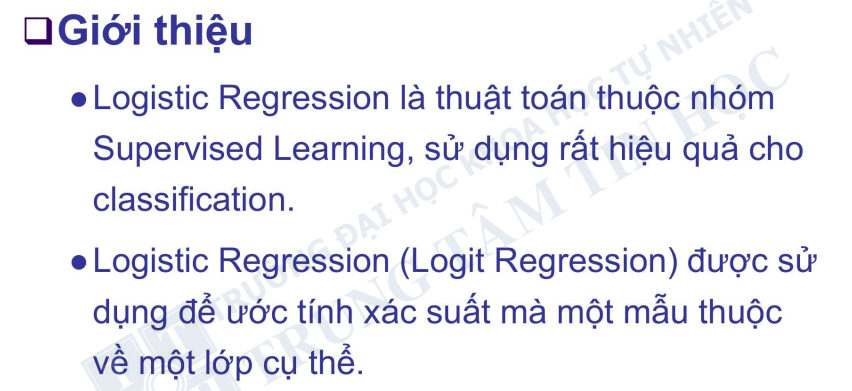 Giới thiệu
●Logistic Regression là thuật toán thuộc nhóm
Supervised Learning, sử dụng rất hiệu quả cho
classification.
●Logistic Regression (Logit Regression) được sử
dụng để ước tính xác suất mà một mẫu thuộc
về một lớp cụ thể.
TRƯỜNG ĐẠI HỌC KHOA HỌC TỰ NHIÊN
TRUNG TÂM TIN HỌC